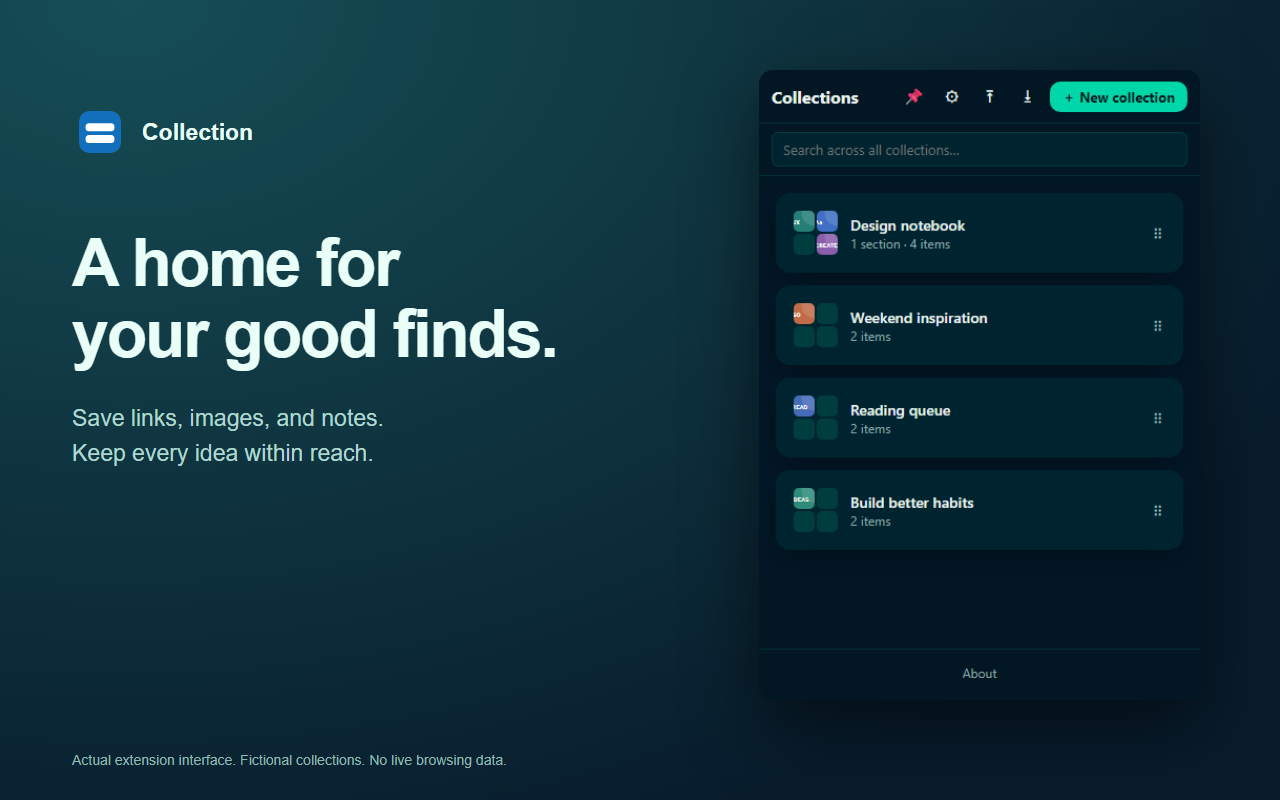 Collection
A home for
your good finds.
Save links, images, and notes.
Keep every idea within reach.
Actual extension interface. Fictional collections. No live browsing data.
Collections
+ New collection
Search across all collections...
Design notebook
1 section · 4 items
CREATE
Weekend inspiration
2 items
Reading queue
2 items
Build better habits
2 items
About